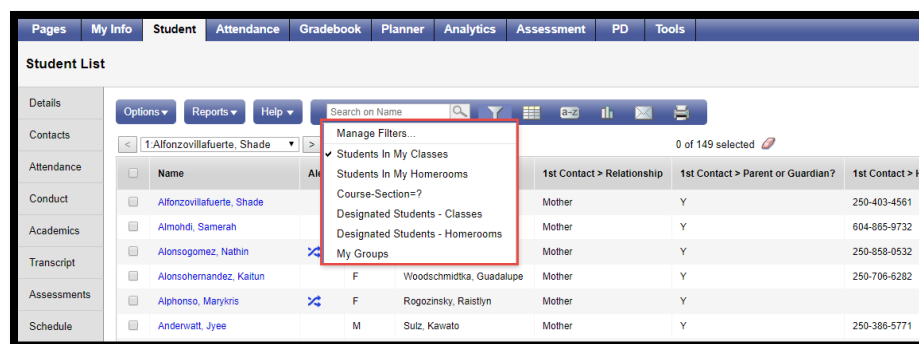 Pages My Info Student Attendance Gradebook Planner Analytics Assessment PD Tools
Student List
Details
Contacts
Attendance
Conduct
Academics
Transcript
Assessments
Schedule
Options Reports Help Search on Name a-z
< 1:Alfonzovillafuerte, Shade > 0 of 149 selected
Manage Filters...
✓ Students In My Classes
Students In My Homerooms
Course-Section=?
Designated Students - Classes
Designated Students - Homerooms
My Groups
Name Ale 1st Contact > Relationship 1st Contact > Parent or Guardian? 1st Contact > H
Alfonzovillafuerte, Shade Mother Y 250-403-4561
Almohdi, Samerah Mother Y 604-865-9732
Alonsogomez, Nathin Mother Y 250-858-0532
Alonsohernandez, Kaitun F Woodschmidtka, Guadalupe Mother Y 250-706-6282
Alphonso, Marykris F Rogozinsky, Raistlyn Mother Y
Anderwatt, Jyee M Sulz, Kawato Mother Y 250-386-5771